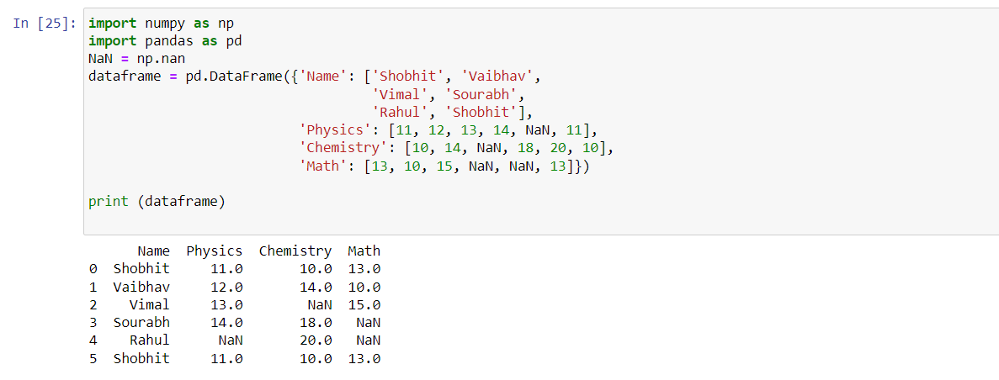 In [25]: import numpy as np
import pandas as pd
NaN = np.nan
dataframe = pd.DataFrame({'Name': ['Shobhit', 'Vaibhav',
                                   'Vimal', 'Sourabh',
                                   'Rahul', 'Shobhit'],
                          'Physics': [11, 12, 13, 14, NaN, 11],
                          'Chemistry': [10, 14, NaN, 18, 20, 10],
                          'Math': [13, 10, 15, NaN, NaN, 13]})
print (dataframe)
      Name  Physics  Chemistry  Math
0  Shobhit     11.0       10.0  13.0
1  Vaibhav     12.0       14.0  10.0
2    Vimal     13.0        NaN  15.0
3  Sourabh     14.0       18.0   NaN
4    Rahul      NaN       20.0   NaN
5  Shobhit     11.0       10.0  13.0